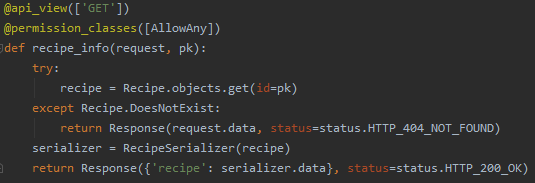 @api_view(['GET'])
@permission_classes([AllowAny])
def recipe_info(request, pk):
    try:
        recipe = Recipe.objects.get(id=pk)
    except Recipe.DoesNotExist:
        return Response(request.data, status=status.HTTP_404_NOT_FOUND)
    serializer = RecipeSerializer(recipe)
    return Response({'recipe': serializer.data}, status=status.HTTP_200_OK)